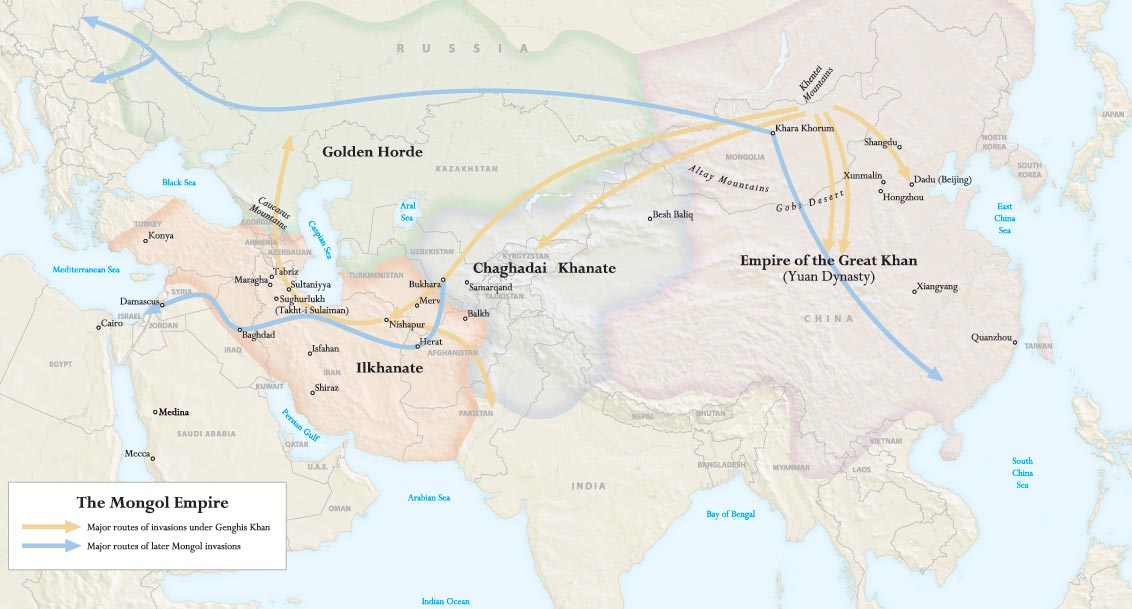 RUSSIA
Khentei
Mountains
Khara Khorum
Shangdu
JAPAN
NORTH
KOREA
SOUTH
KOREA
Golden Horde
KAZAKHSTAN
MONGOLIA
Altay Mountains
Gobi Desert
Xunmalin
Dadu (Beijing)
Hongzhou
Black Sea
Caucasus
Mountains
Caspian Sea
Aral
Sea
Besh Baliq
East
China
Sea
TURKEY
Konya
GEORGIA
ARMENIA
AZERBAIJAN
UZBEKISTAN
KYRGYZSTAN
Chaghadai Khanate
Empire of the Great Khan
(Yuan Dynasty)
Mediterranean Sea
Tabriz
Maragha
Sultaniyya
TURKMENISTAN
Bukhara
Samarqand
TAJIKISTAN
Xiangyang
SYRIA
Damascus
Sughurlukh
(Takht-i Sulaiman)
Merv
Balkh
CHINA
ISRAEL
JORDAN
Cairo
Baghdad
Nishapur
Herat
AFGHANISTAN
Quanzhou
TAIWAN
IRAQ
Isfahan
IRAN
Ilkhanate
EGYPT
KUWAIT
Shiraz
Medina
Persian Gulf
PAKISTAN
NEPAL
BHUTAN
SAUDI ARABIA
QATAR
Mecca
U.A.E.
BANGLADESH
MYANMAR
VIETNAM
LAOS
INDIA
South
China
Sea
OMAN
Arabian Sea
Bay of Bengal
The Mongol Empire
Major routes of invasions under Genghis Khan
Major routes of later Mongol invasions
Indian Ocean